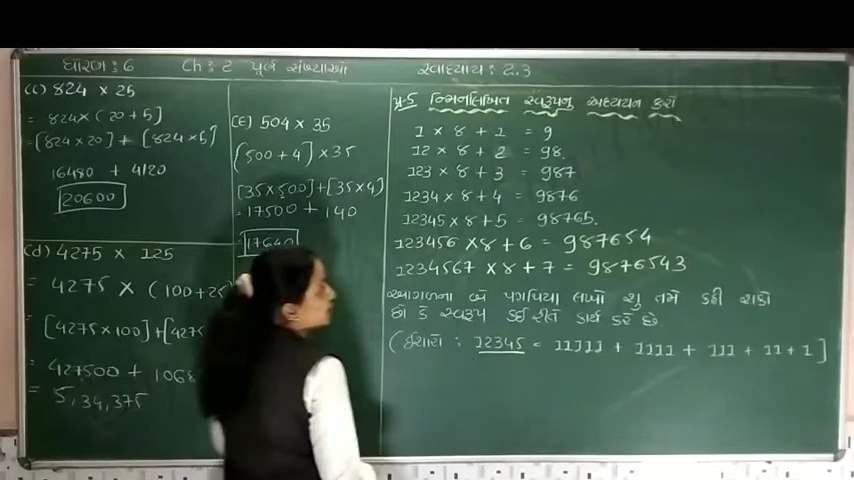 ધોરણ : 6 Ch : 2 પૂર્ણ સંખ્યાઓ સ્વાધ્યાય : 2.3
(c) 824 × 25
= 824 × (20 + 5)
= [824 × 20] + [824 × 5]
16480 + 4120
20600
(d) 4275 × 125
= 4275 × (100 + 25)
= [4275 × 100] + [4275
= 427500 + 1068
= 5,34,375
(E) 504 × 35
(500 + 4] × 35
[35 × 500] + [35 × 4]
= 17500 + 140
17640
પ્ર-5 નિમ્નલિખિત સ્વરૂપનુ અધ્યયન કરો
1 × 8 + 1 = 9
12 × 8 + 2 = 98.
123 × 8 + 3 = 987
1234 × 8 + 4 = 9876
12345 × 8 + 5 = 98765.
123456 × 8 + 6 = 987654
1234567 × 8 + 7 = 9876543
આગળના બે પગથિયા લખો શુ તમે કહી શકો
છો કે સ્વરૂપ કઈ રીતે કાર્ય કરે છે.
(ઈશારો : 12345 = 11111 + 1111 + 111 + 11 + 1]